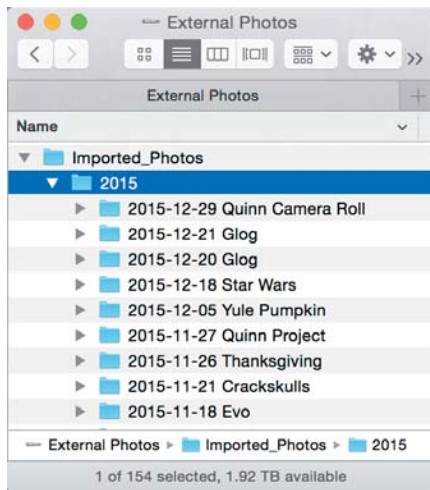 External Photos
External Photos
Name
Imported_Photos
2015
2015-12-29 Quinn Camera Roll
2015-12-21 Glog
2015-12-20 Glog
2015-12-18 Star Wars
2015-12-05 Yule Pumpkin
2015-11-27 Quinn Project
2015-11-26 Thanksgiving
2015-11-21 Crackskulls
2015-11-18 Evo
External Photos ▸ Imported_Photos ▸ 2015
1 of 154 selected, 1.92 TB available